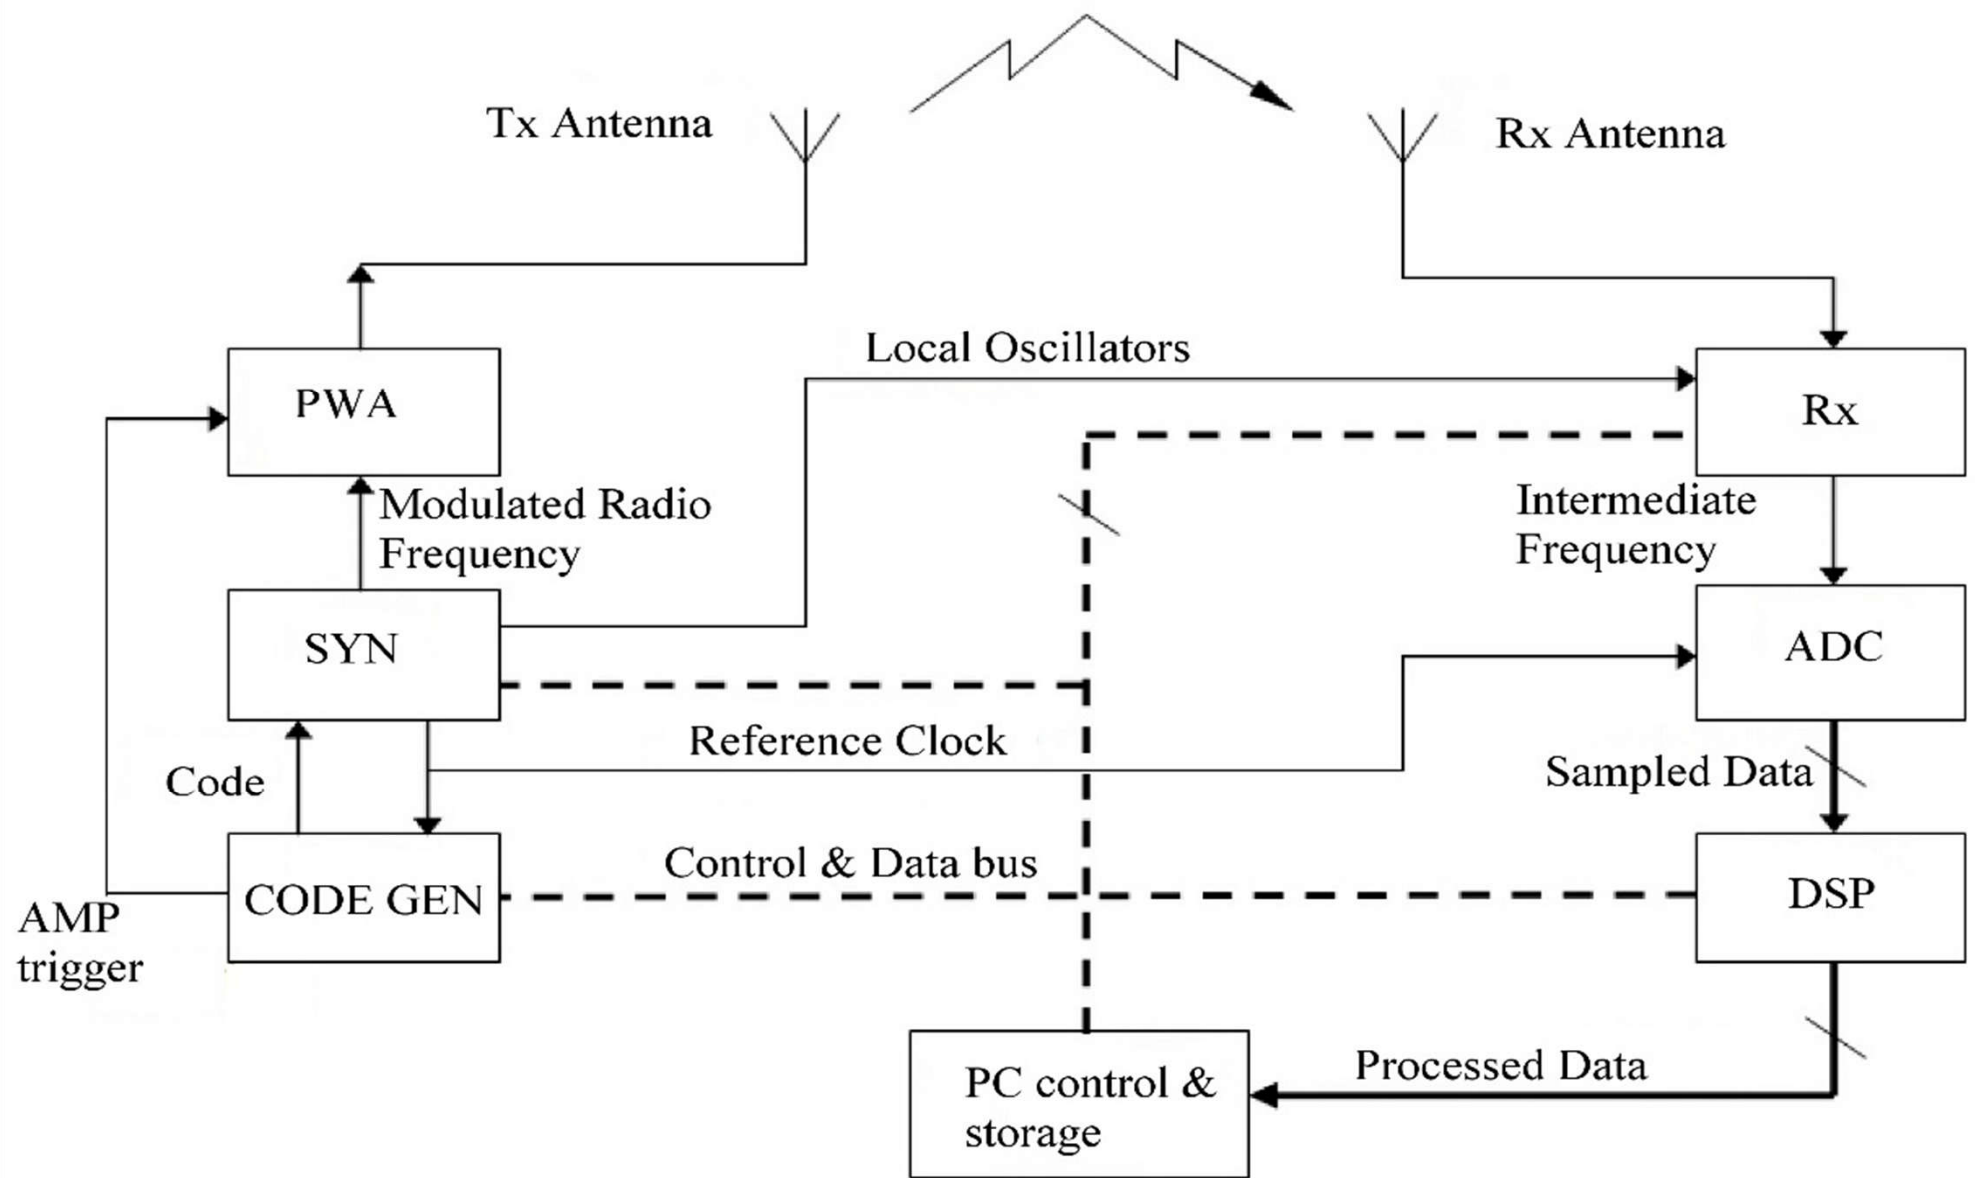 Tx Antenna
Rx Antenna
Local Oscillators
PWA
Rx
Modulated Radio
Frequency
Intermediate
Frequency
SYN
ADC
Reference Clock
Code
Sampled Data
Control & Data bus
CODE GEN
DSP
AMP
trigger
Processed Data
PC control &
storage